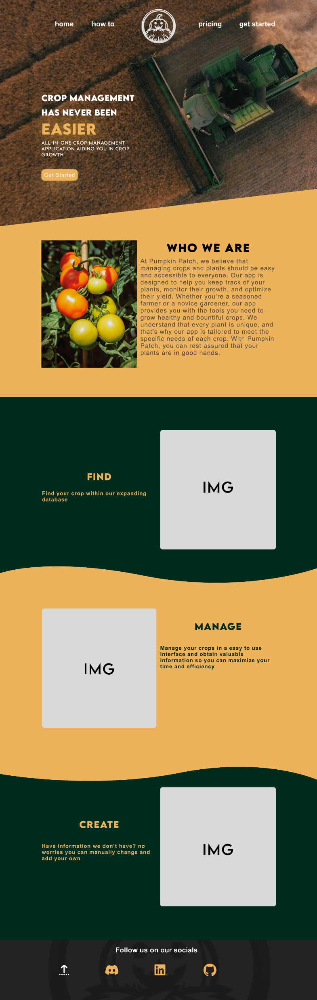 home how to pricing get started
CROP MANAGEMENT
HAS NEVER BEEN
EASIER
ALL-IN-ONE CROP MANAGEMENT
APPLICATION AIDING YOU IN CROP
GROWTH
Get Started
WHO WE ARE
At Pumpkin Patch, we believe that
managing crops and plants should be easy
and accessible to everyone. Our app is
designed to help you keep track of your
plants, monitor their growth, and optimize
their yield. Whether you’re a seasoned
farmer or a novice gardener, our app
provides you with the tools you need to
grow healthy and bountiful crops. We
understand that every plant is unique, and
that’s why our app is tailored to meet the
specific needs of each crop. With Pumpkin
Patch, you can rest assured that your
plants are in good hands.
FIND
Find your crop within our expanding
database
IMG
MANAGE
Manage your crops in a easy to use
interface and obtain valuable
information so you can maximize your
time and efficiency
IMG
CREATE
Have information we don’t have? no
worries you can manually change and
add your own
IMG
Follow us on our socials
in